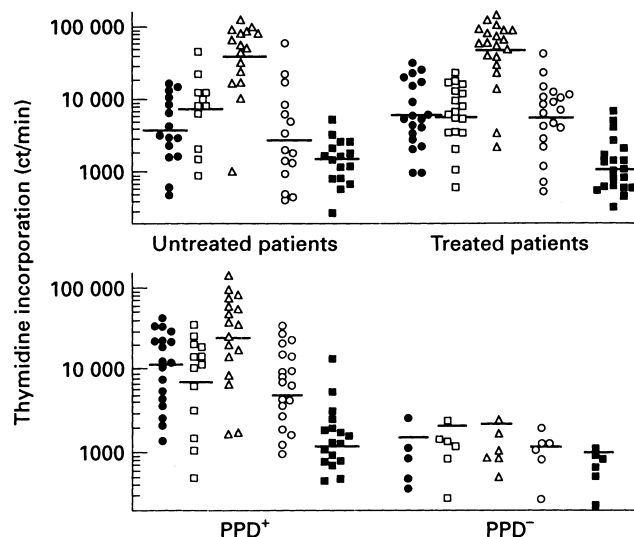 Thymidine incorporation (ct/min)
100 000
10 000
1000
Untreated patients
Treated patients
100 000
10 000
1000
PPD⁺
PPD⁻